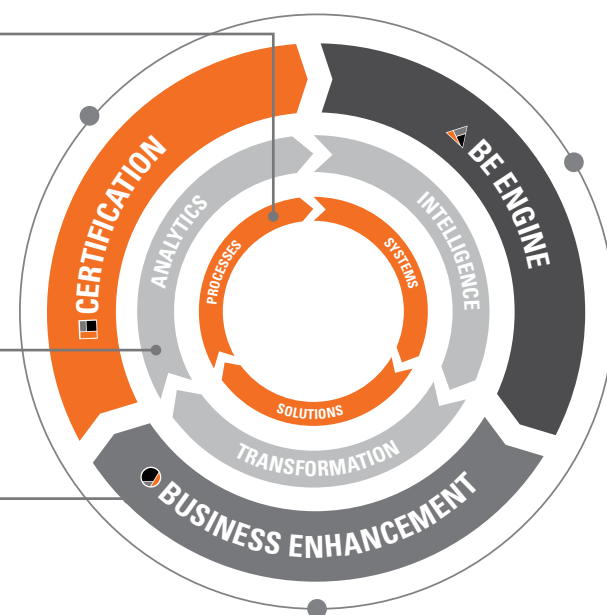 CERTIFICATION
BE ENGINE
BUSINESS ENHANCEMENT
ANALYTICS
INTELLIGENCE
TRANSFORMATION
PROCESSES
SYSTEMS
SOLUTIONS